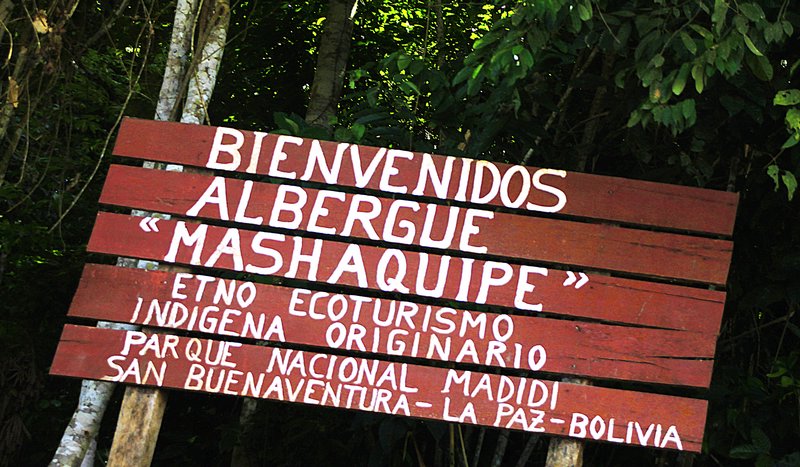 BIENVENIDOS
ALBERGUE
“MASHAQUIPE”
ETNO ECOTURISMO
INDIGENA ORIGINARIO
PARQUE NACIONAL MADIDI
SAN BUENAVENTURA - LA PAZ - BOLIVIA